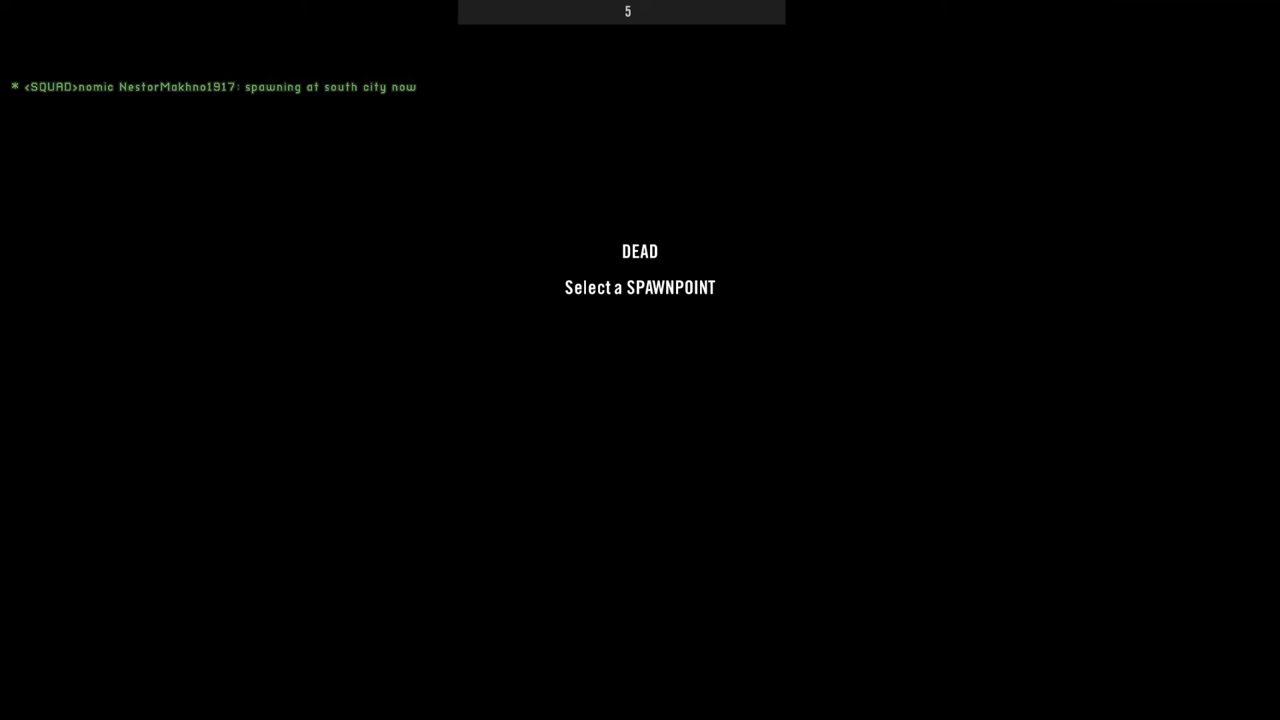 5
* <SQUAD>nomic NestorMakhno1917: spawning at south city now
DEAD
Select a SPAWNPOINT